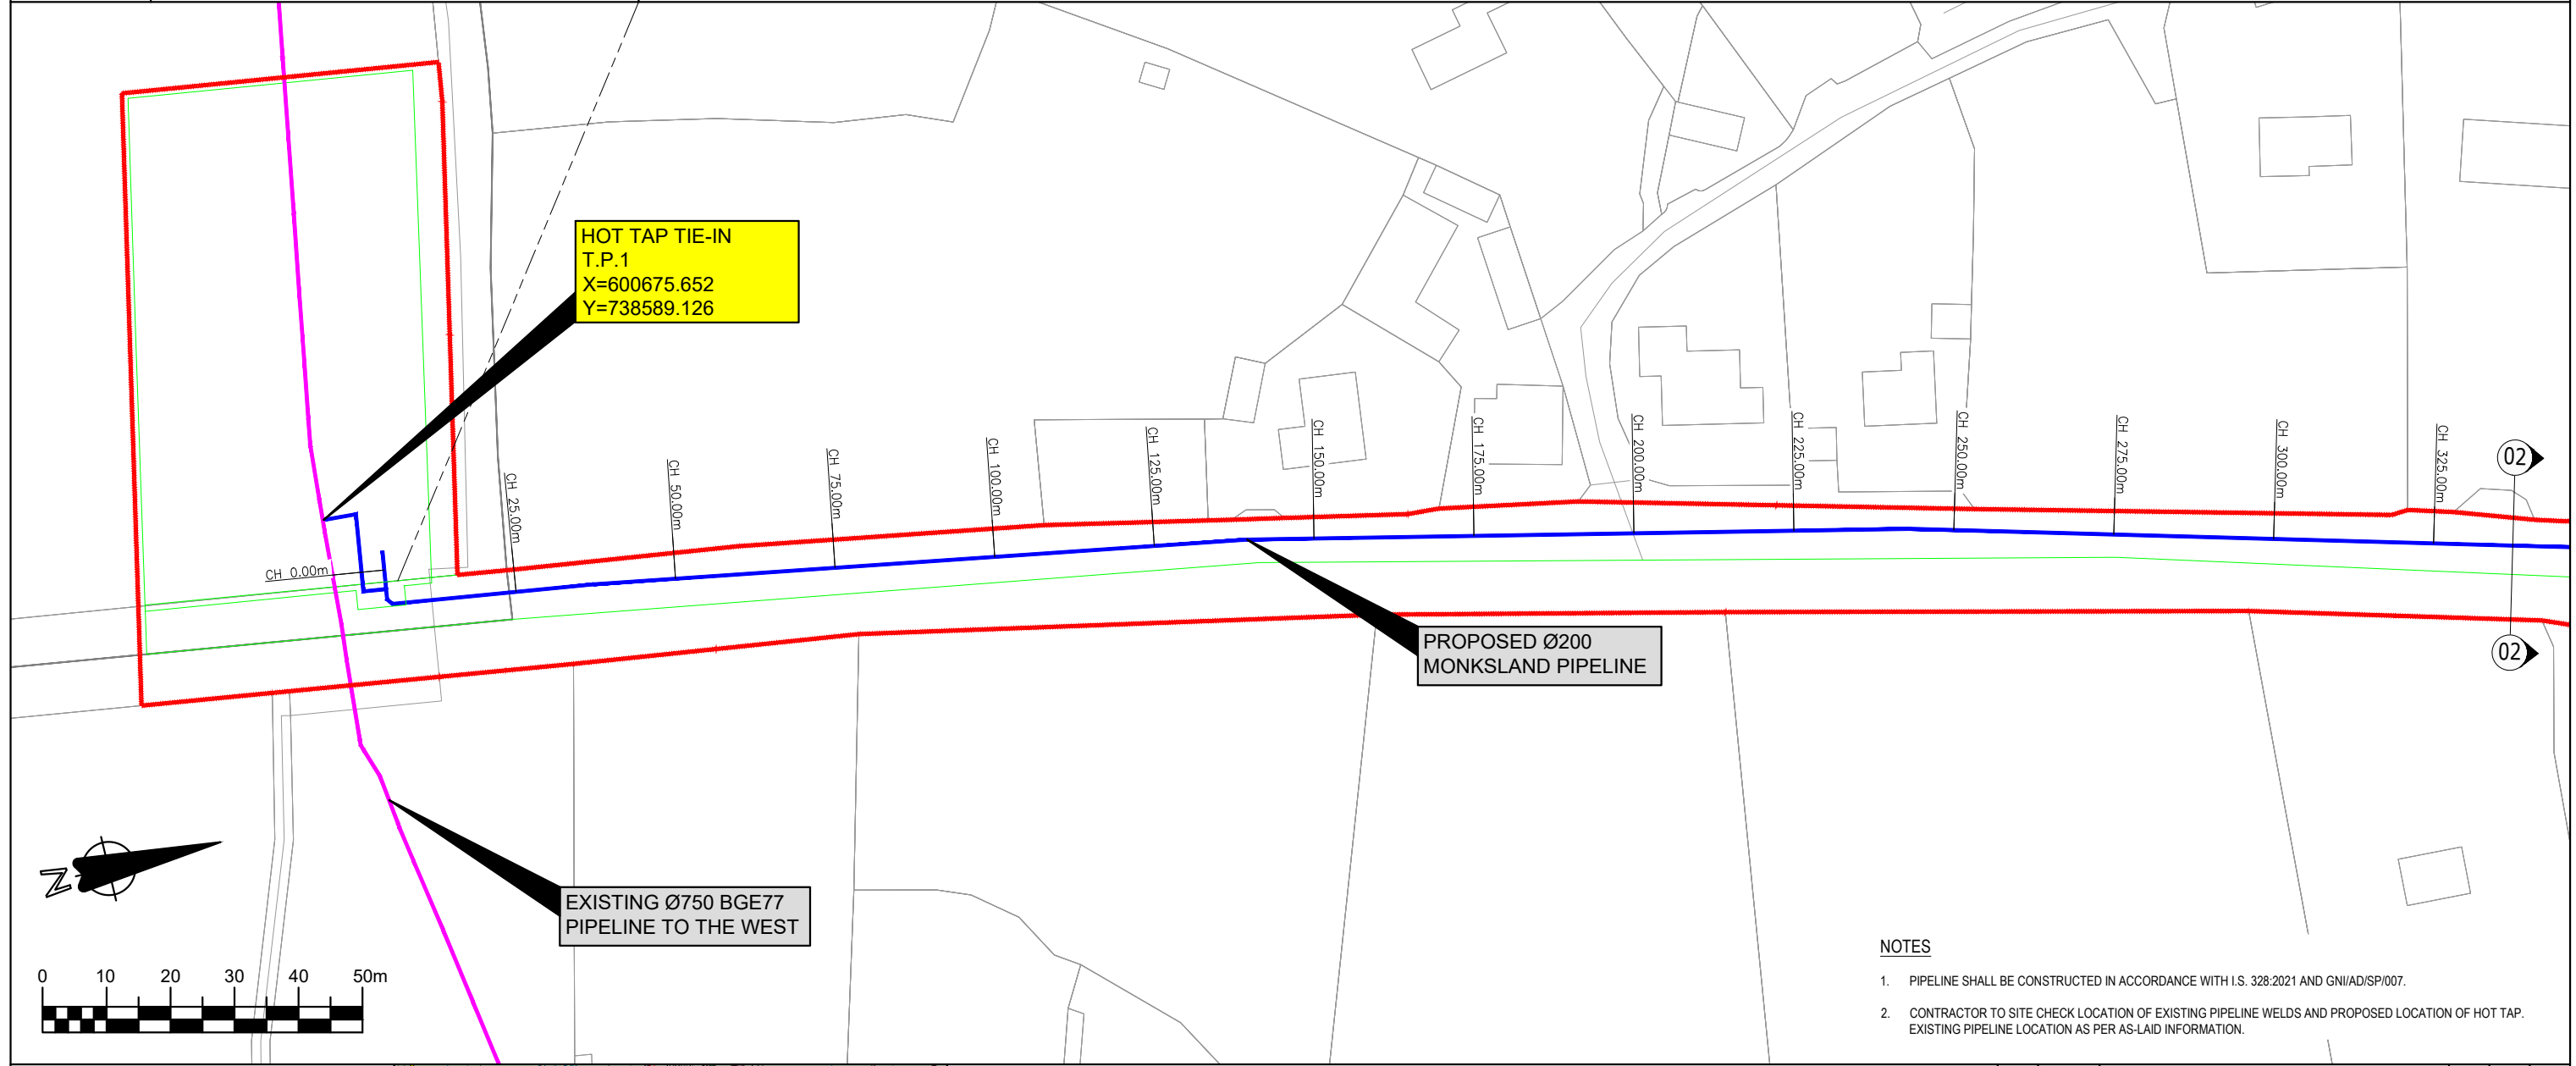 HOT TAP TIE-IN
T.P.1
X=600675.652
Y=738589.126
CH 0.00m
CH 25.00m
CH 50.00m
CH 75.00m
CH 100.00m
CH 125.00m
CH 150.00m
CH 175.00m
CH 200.00m
CH 225.00m
CH 250.00m
CH 275.00m
CH 300.00m
CH 325.00m
02
02
PROPOSED Ø200
MONKSLAND PIPELINE
EXISTING Ø750 BGE77
PIPELINE TO THE WEST
N
0 10 20 30 40 50m
NOTES
1. PIPELINE SHALL BE CONSTRUCTED IN ACCORDANCE WITH I.S. 328:2021 AND GNI/AD/SP/007.
2. CONTRACTOR TO SITE CHECK LOCATION OF EXISTING PIPELINE WELDS AND PROPOSED LOCATION OF HOT TAP.
EXISTING PIPELINE LOCATION AS PER AS-LAID INFORMATION.